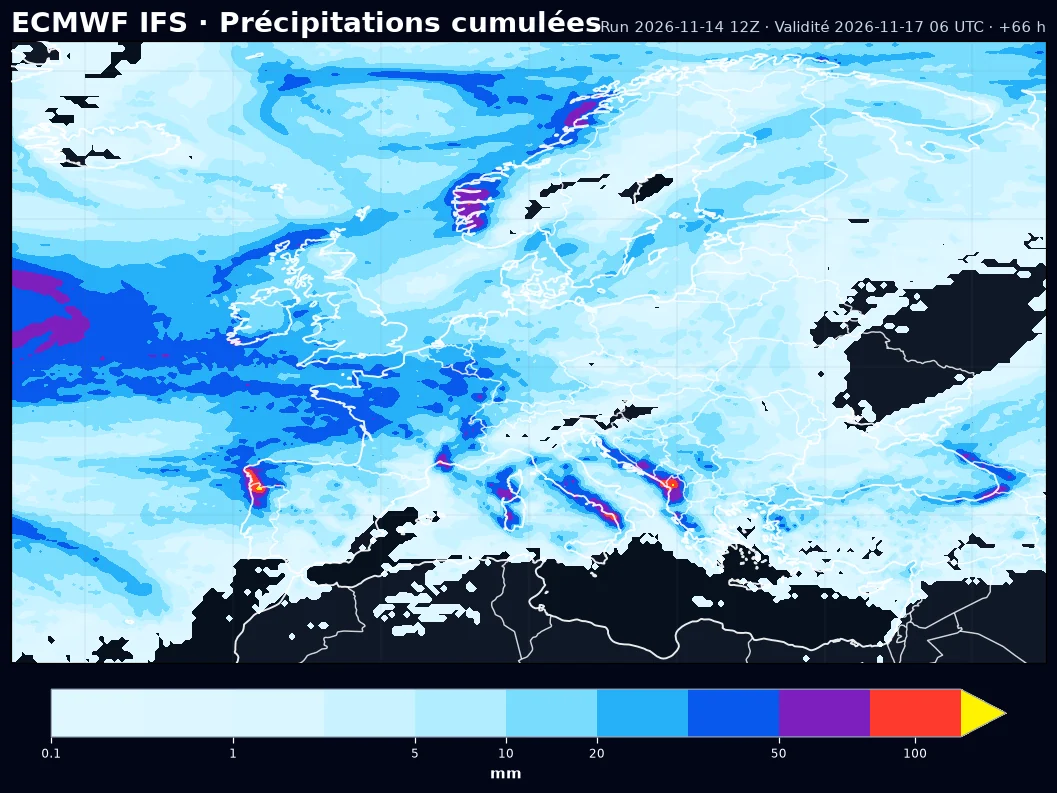 ECMWF IFS · Précipitations cumulées
Run 2026-11-14 12Z · Validité 2026-11-17 06 UTC · +66 h
0.1 1 5 10 20 50 100
mm